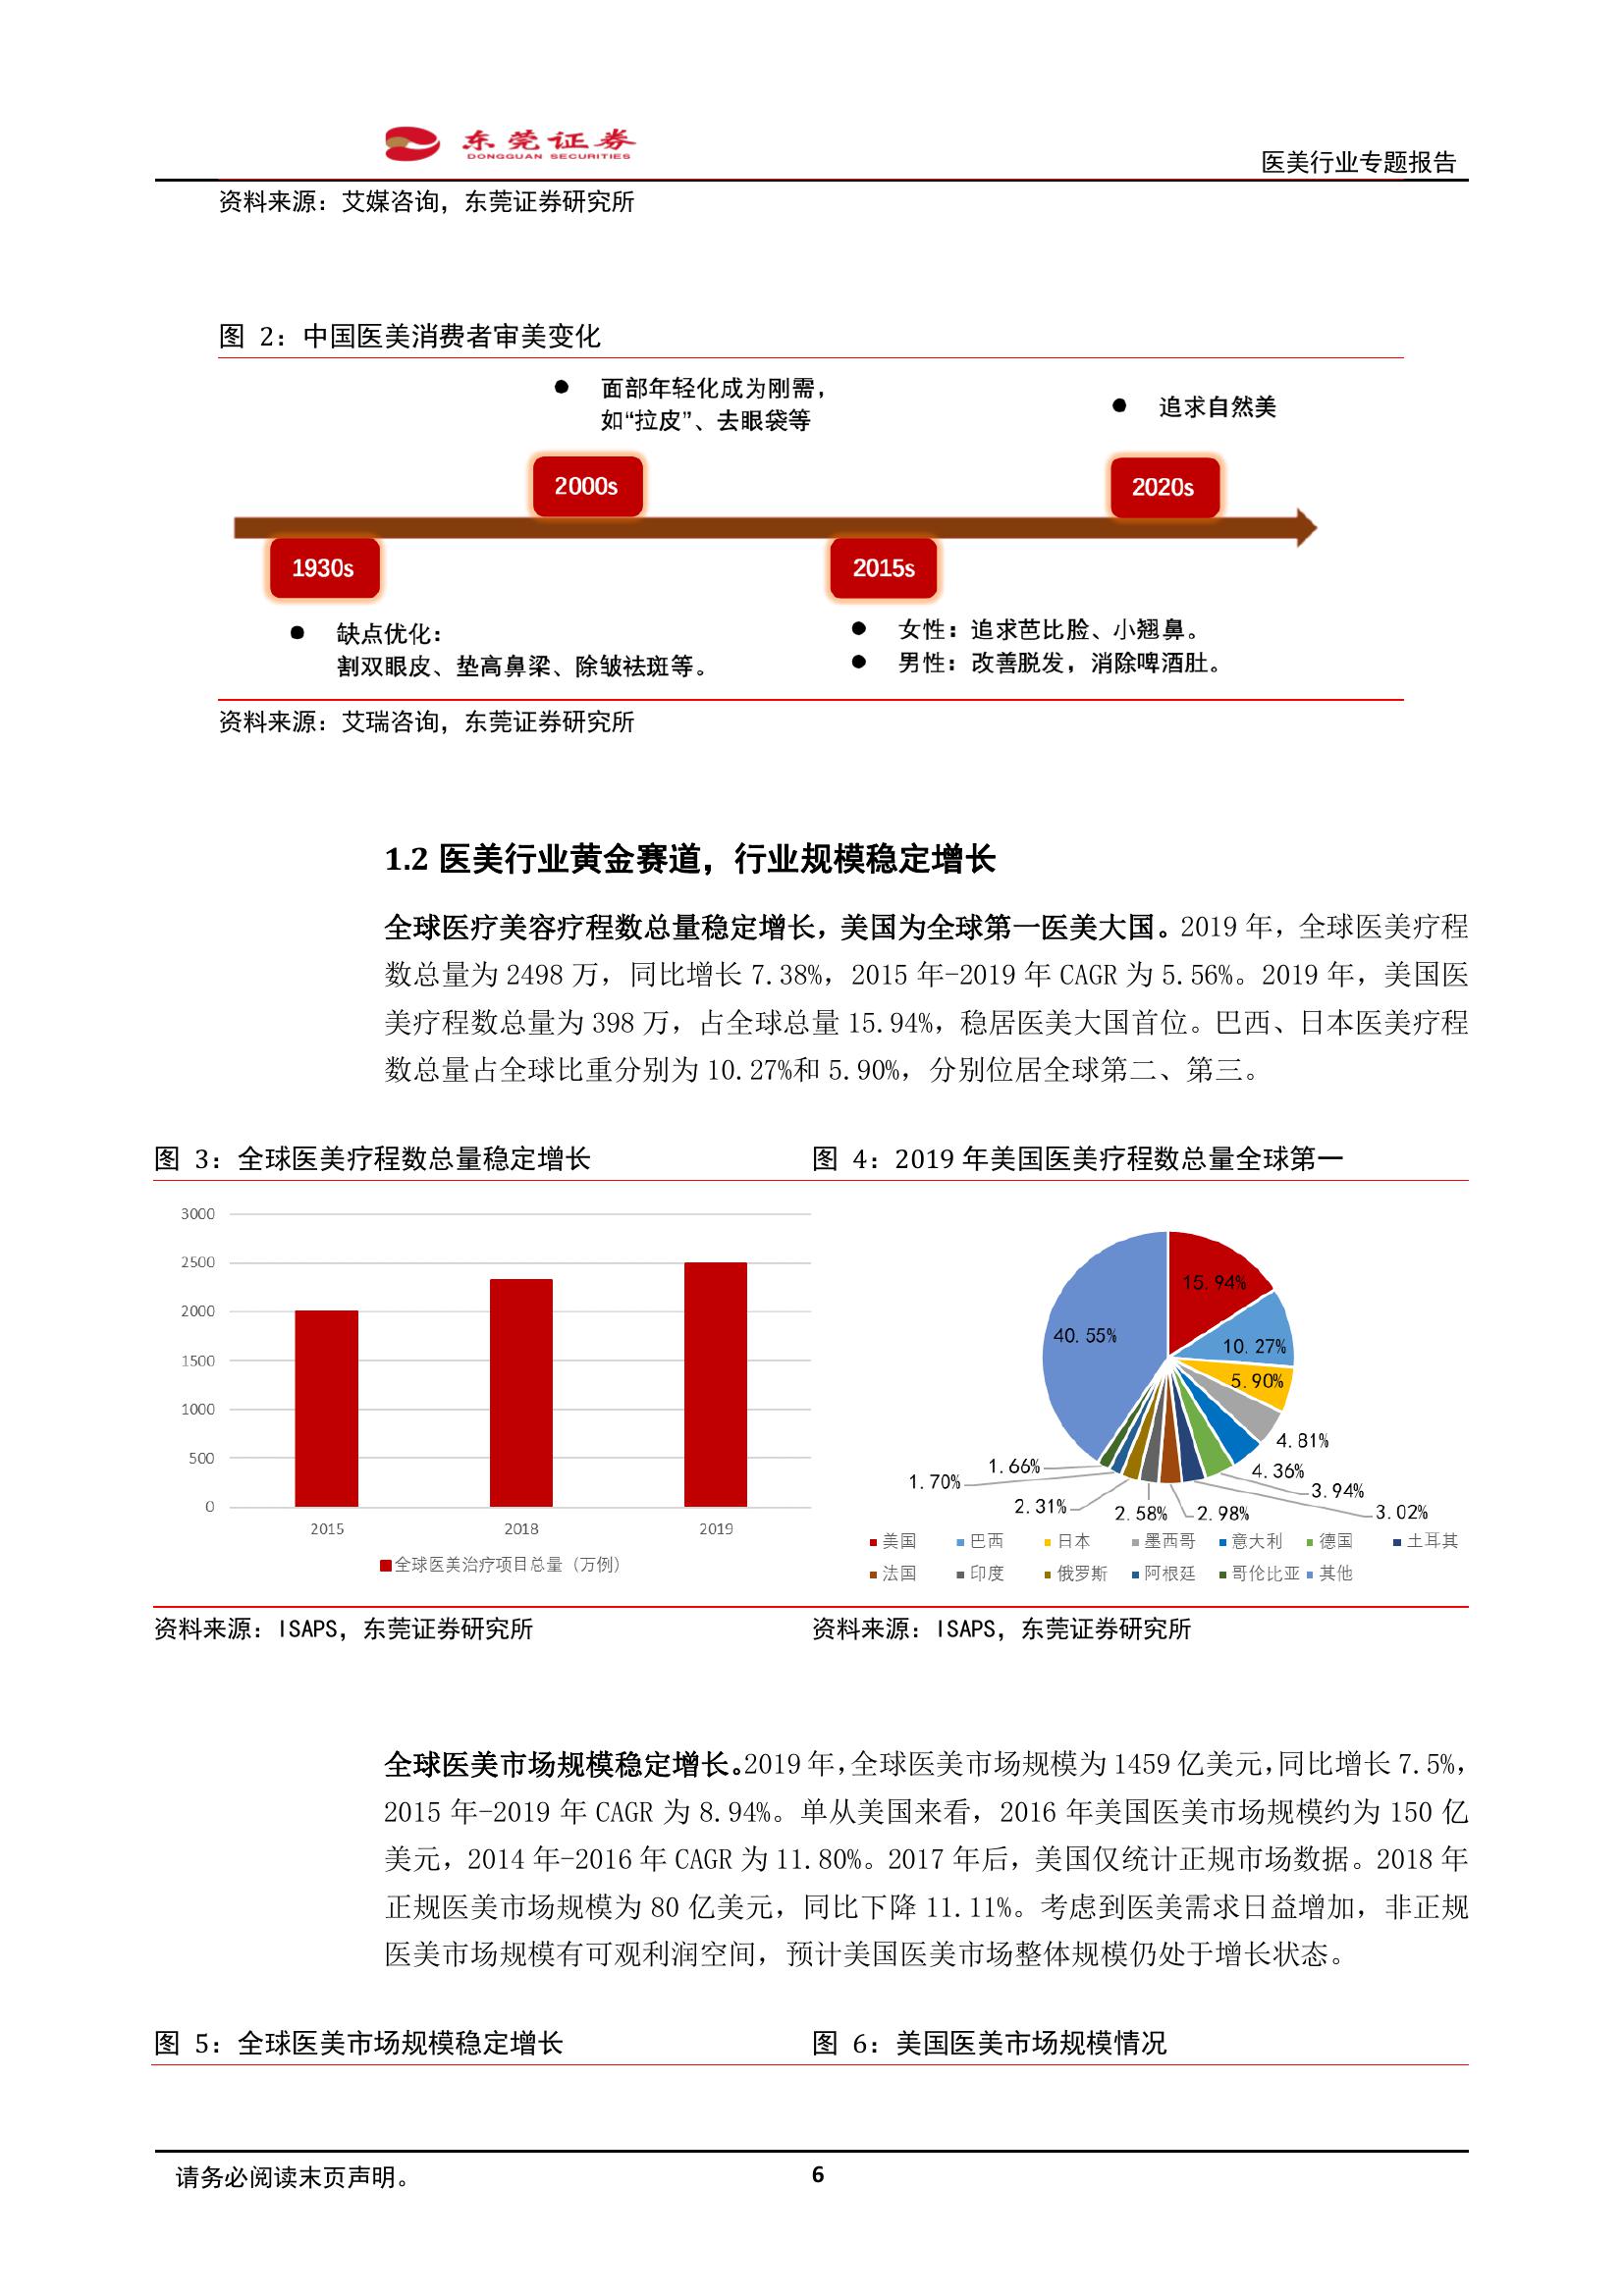 东莞证券
DONGGUAN SECURITIES
医美行业专题报告
资料来源：艾媒咨询，东莞证券研究所
图 2：中国医美消费者审美变化
面部年轻化成为刚需，
如“拉皮”、去眼袋等
追求自然美
2000s
2020s
1930s
2015s
缺点优化：
割双眼皮、垫高鼻梁、除皱祛斑等。
女性：追求芭比脸、小翘鼻。
男性：改善脱发，消除啤酒肚。
资料来源：艾瑞咨询，东莞证券研究所
1.2 医美行业黄金赛道，行业规模稳定增长
全球医疗美容疗程数总量稳定增长，美国为全球第一医美大国。2019 年，全球医美疗程
数总量为 2498 万，同比增长 7.38%，2015 年-2019 年 CAGR 为 5.56%。2019 年，美国医
美疗程数总量为 398 万，占全球总量 15.94%，稳居医美大国首位。巴西、日本医美疗程
数总量占全球比重分别为 10.27%和 5.90%，分别位居全球第二、第三。
图 3：全球医美疗程数总量稳定增长
3000
2500
2000
1500
1000
500
0
2015 2018 2019
全球医美治疗项目总量（万例）
资料来源：ISAPS，东莞证券研究所
图 4：2019 年美国医美疗程数总量全球第一
15.94%
40.55%
10.27%
5.90%
4.81%
1.66%
4.36%
1.70%
3.94%
2.31%
2.58%
2.98%
3.02%
美国 巴西 日本 墨西哥 意大利 德国 土耳其
法国 印度 俄罗斯 阿根廷 哥伦比亚 其他
资料来源：ISAPS，东莞证券研究所
全球医美市场规模稳定增长。2019 年，全球医美市场规模为 1459 亿美元，同比增长 7.5%，
2015 年-2019 年 CAGR 为 8.94%。单从美国来看，2016 年美国医美市场规模约为 150 亿
美元，2014 年-2016 年 CAGR 为 11.80%。2017 年后，美国仅统计正规市场数据。2018 年
正规医美市场规模为 80 亿美元，同比下降 11.11%。考虑到医美需求日益增加，非正规
医美市场规模有可观利润空间，预计美国医美市场整体规模仍处于增长状态。
图 5：全球医美市场规模稳定增长
图 6：美国医美市场规模情况
请务必阅读末页声明。
6